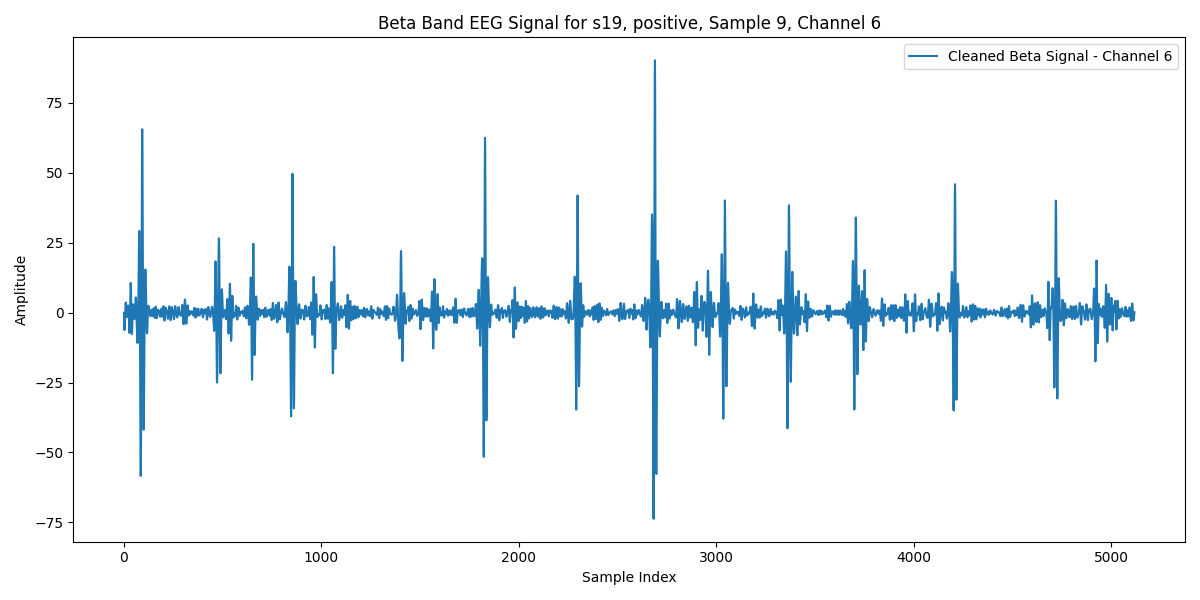 Beta Band EEG Signal for s19, positive, Sample 9, Channel 6
Cleaned Beta Signal - Channel 6
Amplitude
75
50
25
0
−25
−50
−75
0 1000 2000 3000 4000 5000
Sample Index